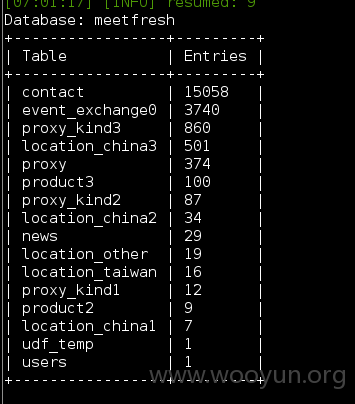 [07:01:17] [INFO] resumed: 9
Database: meetfresh
+-----------------+---------+
| Table | Entries |
+-----------------+---------+
| contact | 15058 |
| event_exchange0 | 3740 |
| proxy_kind3 | 860 |
| location_china3 | 501 |
| proxy | 374 |
| product3 | 100 |
| proxy_kind2 | 87 |
| location_china2 | 34 |
| news | 29 |
| location_other | 19 |
| location_taiwan | 16 |
| proxy_kind1 | 12 |
| product2 | 9 |
| location_china1 | 7 |
| udf_temp | 1 |
| users | 1 |
+-----------------+---------+
www.wooyun.org